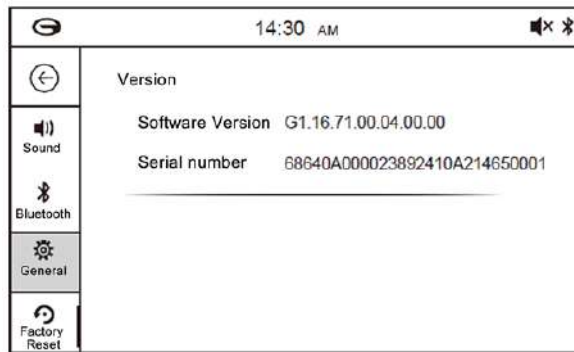 14:30 AM
Version
Sound
Software Version G1.16.71.00.04.00.00
Serial number 68640A000023892410A214650001
Bluetooth
General
Factory
Reset